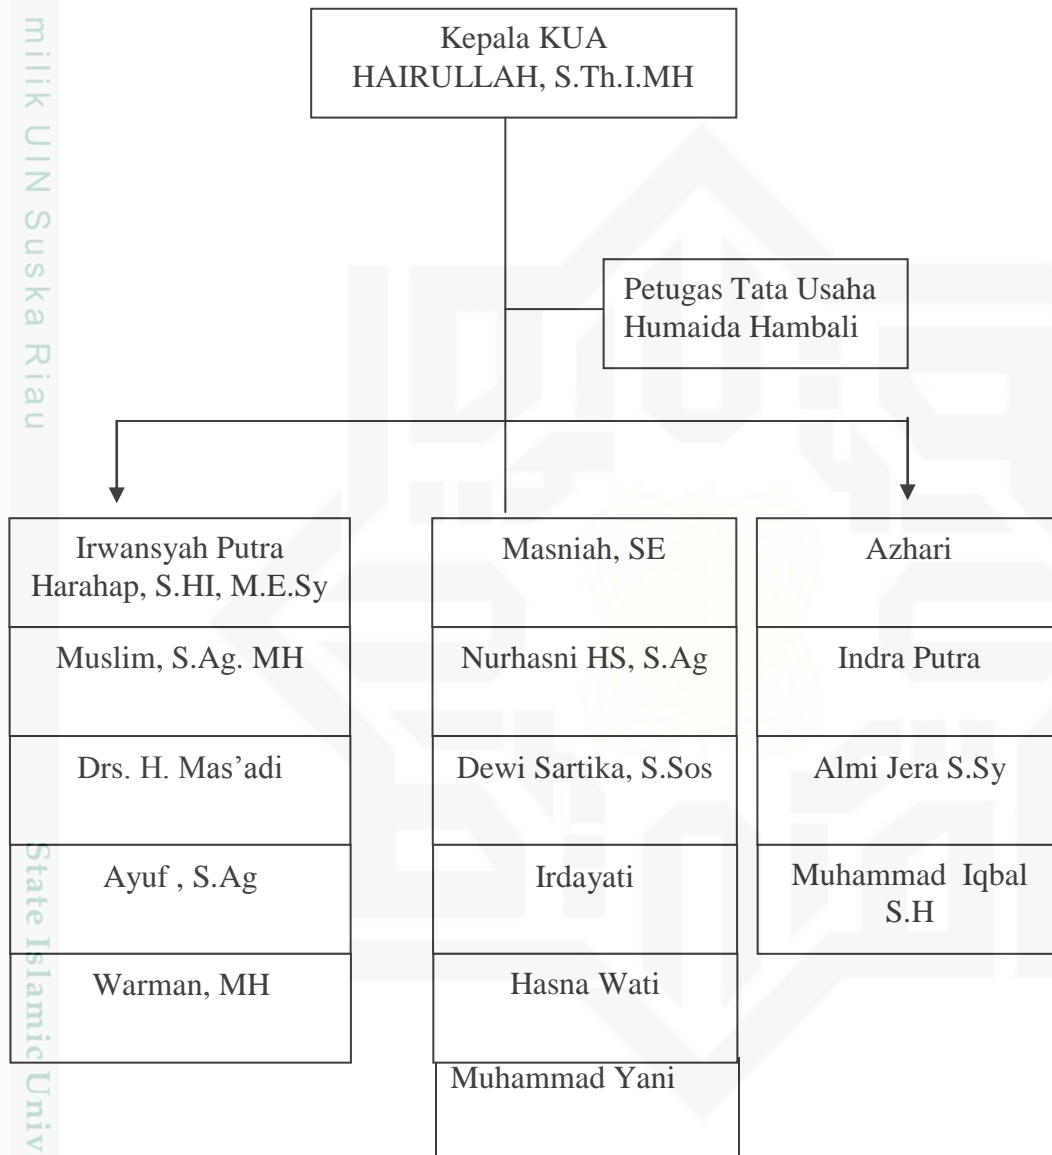 milik UIN Suska Riau
State Islamic Univ
Kepala KUA
HAIRULLAH, S.Th.I.MH
Petugas Tata Usaha
Humaida Hambali
Irwansyah Putra
Harahap, S.HI, M.E.Sy
Muslim, S.Ag. MH
Drs. H. Mas’adi
Ayuf , S.Ag
Warman, MH
Masniah, SE
Nurhasni HS, S.Ag
Dewi Sartika, S.Sos
Irdayati
Hasna Wati
Muhammad Yani
Azhari
Indra Putra
Almi Jera S.Sy
Muhammad  Iqbal
S.H